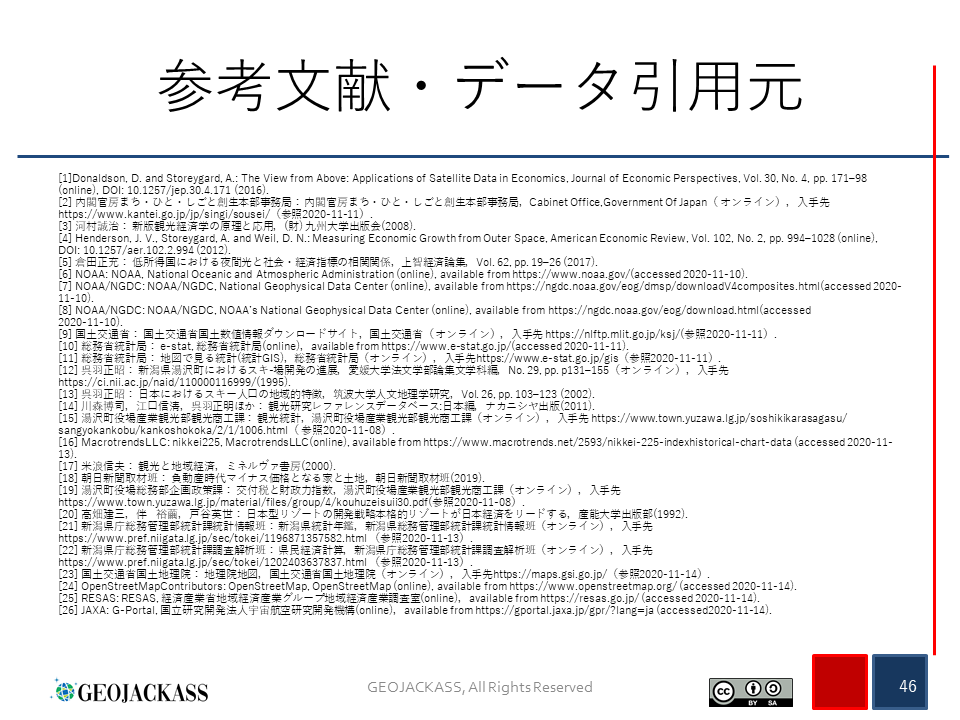 参考文献・データ引用元
[1]Donaldson, D. and Storeygard, A.: The View from Above: Applications of Satellite Data in Economics, Journal of Economic Perspectives, Vol. 30, No. 4, pp. 171–98
(online), DOI: 10.1257/jep.30.4.171 (2016).
[2] 内閣官房まち・ひと・しごと創生本部事務局： 内閣官房まち・ひと・しごと創生本部事務局，Cabinet Office,Government Of Japan（ オンライン），入手先
https://www.kantei.go.jp/jp/singi/sousei/（参照2020-11-11）.
[3] 河村誠治： 新版観光経済学の原理と応用，(財) 九州大学出版会(2008).
[4] Henderson, J. V., Storeygard, A. and Weil, D. N.: Measuring Economic Growth from Outer Space, American Economic Review, Vol. 102, No. 2, pp. 994–1028 (online),
DOI: 10.1257/aer.102.2.994 (2012).
[5] 倉田正充： 低所得国における夜間光と社会・経済指標の相関関係，上智経済論集，Vol. 62, pp. 19–26 (2017).
[6] NOAA: NOAA, National Oceanic and Atmospheric Administration (online), available from https://www.noaa.gov/(accessed 2020-11-10).
[7] NOAA/NGDC: NOAA/NGDC, National Geophysical Data Center (online), available from https://ngdc.noaa.gov/eog/dmsp/downloadV4composites.html(accessed 2020-
11-10).
[8] NOAA/NGDC: NOAA/NGDC, NOAA's National Geophysical Data Center (online), available from https://ngdc.noaa.gov/eog/download.html(accessed
2020-11-10).
[9] 国土交通省： 国土交通省国土数値情報ダウンロードサイト，国土交通省（ オンライン），入手先 https://nlftp.mlit.go.jp/ksj/(参照2020-11-11）.
[10] 総務省統計局： e-stat, 総務省統計局(online)，available from https://www.e-stat.go.jp/(accessed 2020-11-11).
[11] 総務省統計局： 地図で見る統計(統計GIS)，総務省統計局（オンライン），入手先https://www.e-stat.go.jp/gis（参照2020-11-11）.
[12] 呉羽正昭： 新潟県湯沢町におけるスキ-場開発の進展，愛媛大学法文学部論集文学科編，No. 29, pp. p131–155（オンライン），入手先
https://ci.nii.ac.jp/naid/110000116999/(1995).
[13] 呉羽正昭： 日本におけるスキー人口の地域的特徴，筑波大学人文地理学研究，Vol. 26, pp. 103–123 (2002).
[14] 川森博司，江口信清，呉羽正明ほか： 観光研究レファレンスデータベース:日本編，ナカニシヤ出版(2011).
[15] 湯沢町役場産業観光部観光商工課： 観光統計，湯沢町役場産業観光部観光商工課（オンライン），入手先 https://www.town.yuzawa.lg.jp/soshikikarasagasu/
sangyokankobu/kankoshokoka/2/1/1006.html（ 参照2020-11-08）.
[16] MacrotrendsLLC: nikkei225, MacrotrendsLLC(online), available from https://www.macrotrends.net/2593/nikkei-225-indexhistorical-chart-data (accessed 2020-11-
13).
[17] 米浪信夫： 観光と地域経済，ミネルヴァ書房(2000).
[18] 朝日新聞取材班： 負動産時代マイナス価格となる家と土地，朝日新聞取材班(2019).
[19] 湯沢町役場総務部企画政策課： 交付税と財政力指数，湯沢町役場産業観光部観光商工課（オンライン），入手先
https://www.town.yuzawa.lg.jp/material/files/group/4/kouhuzeisui30.pdf(参照2020-11-08）.
[20] 高畑建三，伴 裕繭，戸谷英世： 日本型リゾートの開発戦略本格的リゾートが日本経済をリードする，産能大学出版部(1992).
[21] 新潟県庁総務管理部統計課統計情報班： 新潟県統計年鑑，新潟県総務管理部統計課統計情報班（オンライン），入手先
https://www.pref.niigata.lg.jp/sec/tokei/1196871357582.html （参照2020-11-13）.
[22] 新潟県庁総務管理部統計課調査解析班： 県民経済計算，新潟県庁総務管理部統計課調査解析班（オンライン），入手先
https://www.pref.niigata.lg.jp/sec/tokei/1202403637837.html （参照2020-11-13）.
[23] 国土交通省国土地理院： 地理院地図，国土交通省国土地理院（オンライン），入手先https://maps.gsi.go.jp/（参照2020-11-14）.
[24] OpenStreetMapContributors: OpenStreetMap, OpenStreetMap (online), available from https://www.openstreetmap.org/ (accessed 2020-11-14).
[25] RESAS: RESAS, 経済産業省地域経済産業グループ地域経済産業調査室(online)，available from https://resas.go.jp/ (accessed 2020-11-14).
[26] JAXA: G-Portal, 国立研究開発法人宇宙航空研究開発機構(online)，available from https://gportal.jaxa.jp/gpr/?lang=ja (accessed2020-11-14).
GEOJACKASS
GEOJACKASS, All Rights Reserved
cc BY SA
46